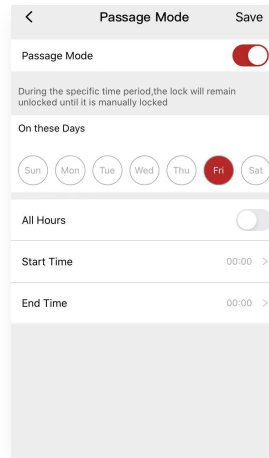 Passage Mode Save
Passage Mode
During the specific time period,the lock will remain
unlocked until it is manually locked
On these Days
Sun Mon Tue Wed Thu Fri Sat
All Hours
Start Time 00:00
End Time 00:00